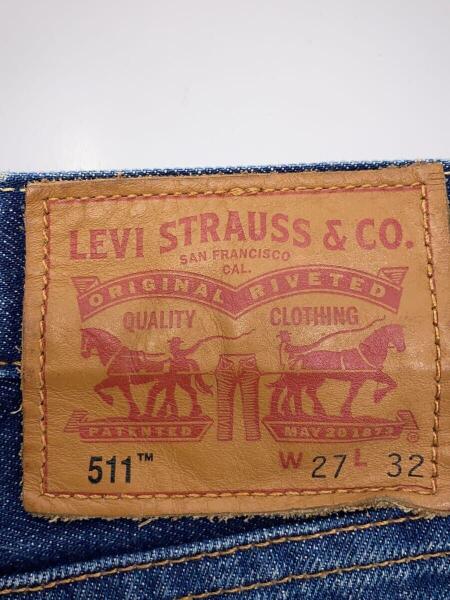 LEVI STRAUSS & CO.
SAN FRANCISCO
CAL.
ORIGINAL RIVETED
QUALITY CLOTHING
PATENTED MAY 20 1873 ®
511™ W 27 L 32